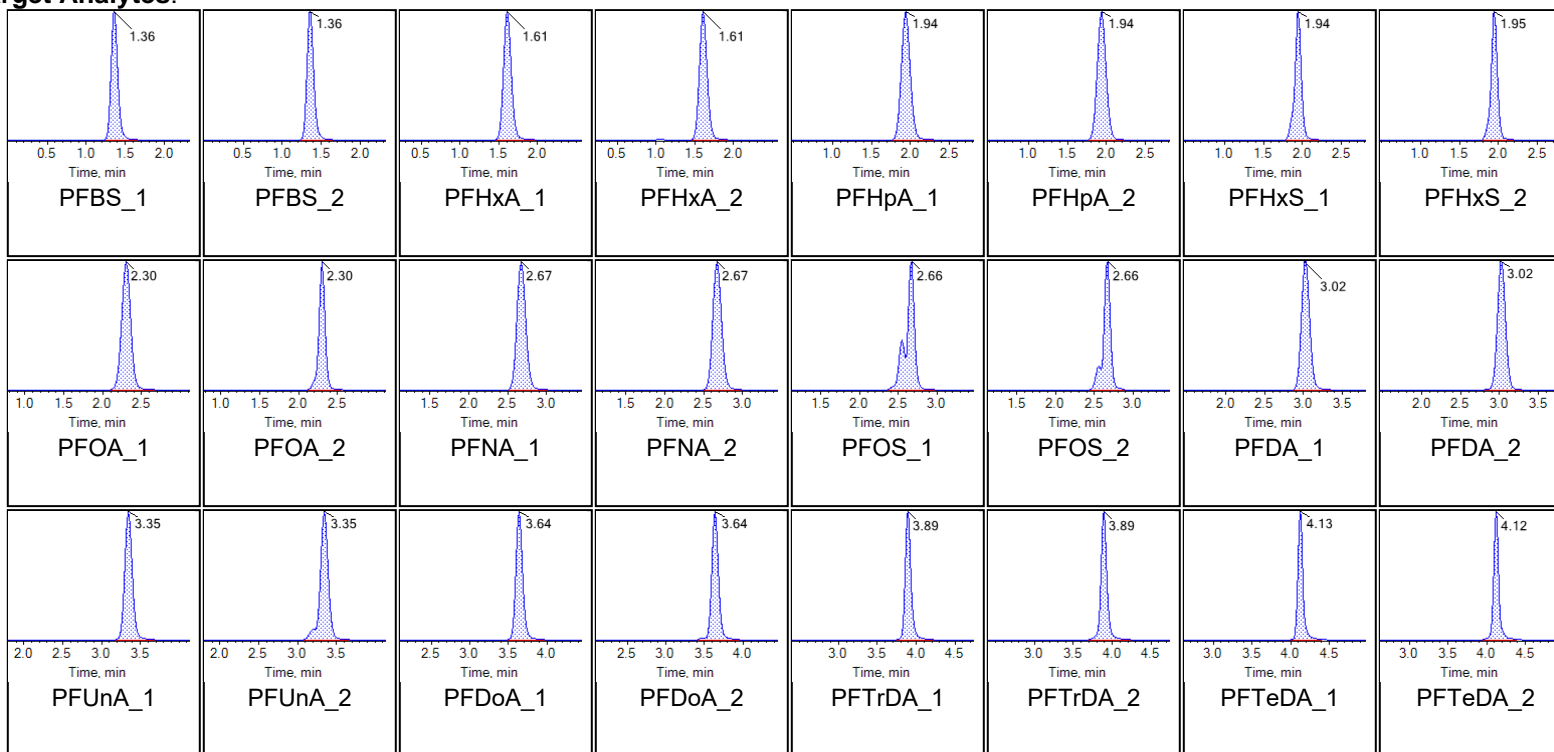 rget Analytes:
1.36 1.36 1.61 1.61 1.94 1.94 1.94 1.95
0.5 1.0 1.5 2.0 0.5 1.0 1.5 2.0 0.5 1.0 1.5 2.0 0.5 1.0 1.5 2.0 1.0 1.5 2.0 2.5 1.0 1.5 2.0 2.5 1.0 1.5 2.0 2.5 1.0 1.5 2.0 2.5
Time, min Time, min Time, min Time, min Time, min Time, min Time, min Time, min
PFBS_1 PFBS_2 PFHxA_1 PFHxA_2 PFHpA_1 PFHpA_2 PFHxS_1 PFHxS_2
2.30 2.30 2.67 2.67 2.66 2.66 3.02 3.02
1.0 1.5 2.0 2.5 1.0 1.5 2.0 2.5 1.5 2.0 2.5 3.0 1.5 2.0 2.5 3.0 1.5 2.0 2.5 3.0 1.5 2.0 2.5 3.0 2.0 2.5 3.0 3.5 2.0 2.5 3.0 3.5
Time, min Time, min Time, min Time, min Time, min Time, min Time, min Time, min
PFOA_1 PFOA_2 PFNA_1 PFNA_2 PFOS_1 PFOS_2 PFDA_1 PFDA_2
3.35 3.35 3.64 3.64 3.89 3.89 4.13 4.12
2.0 2.5 3.0 3.5 2.0 2.5 3.0 3.5 2.5 3.0 3.5 4.0 2.5 3.0 3.5 4.0 3.0 3.5 4.0 4.5 3.0 3.5 4.0 4.5 3.0 3.5 4.0 4.5 3.0 3.5 4.0 4.5
Time, min Time, min Time, min Time, min Time, min Time, min Time, min Time, min
PFUnA_1 PFUnA_2 PFDoA_1 PFDoA_2 PFTrDA_1 PFTrDA_2 PFTeDA_1 PFTeDA_2